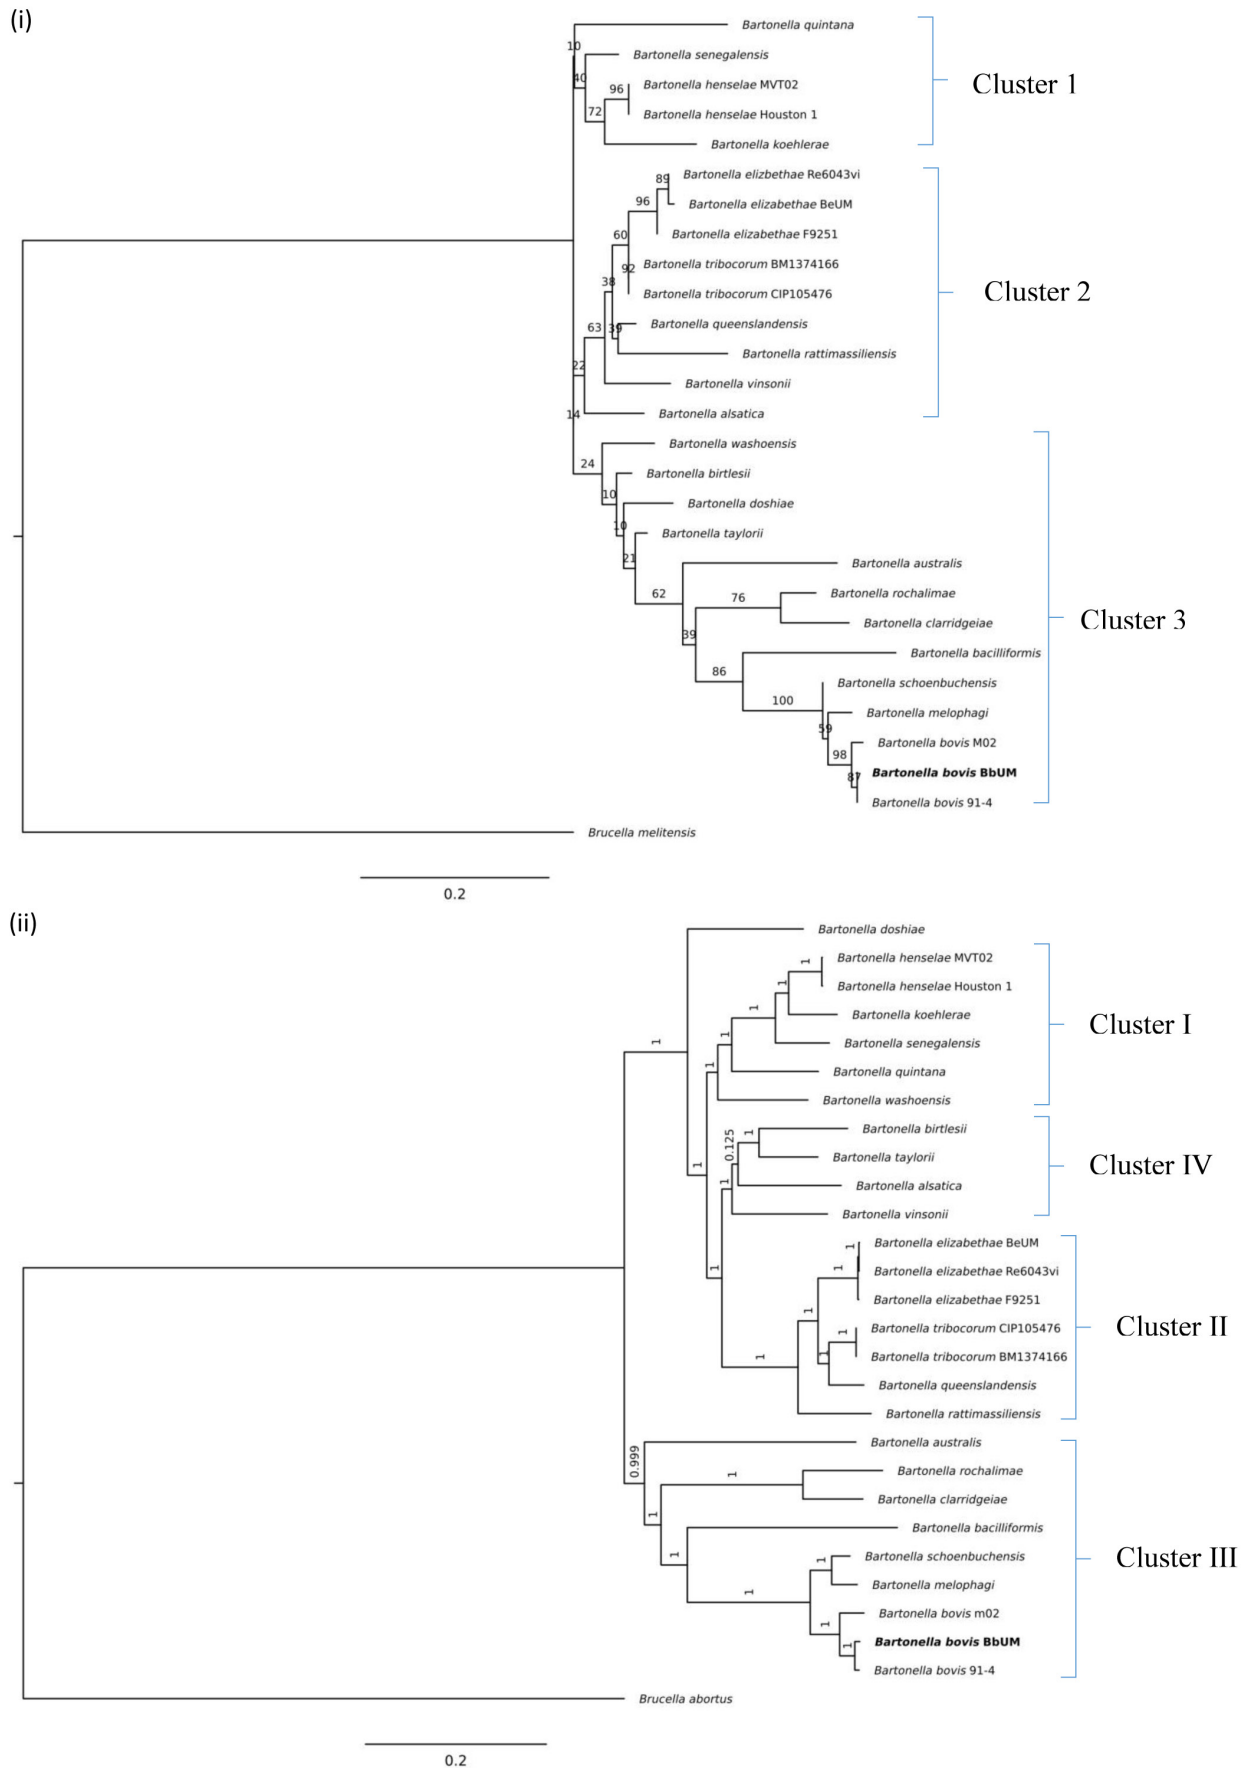 (i)
Bartonella quintana
10
Bartonella senegalensis
40
Bartonella henselae MVT02
96
Cluster 1
72
Bartonella henselae Houston 1
Bartonella koehlerae
Bartonella elizbethae Re6043vi
89
96
Bartonella elizabethae BeUM
60
Bartonella elizabethae F9251
92
Bartonella tribocorum BM1374166
38
Bartonella tribocorum CIP105476
Cluster 2
63
39
Bartonella queenslandensis
Bartonella rattimassiliensis
22
Bartonella vinsonii
14
Bartonella alsatica
Bartonella washoensis
24
Bartonella birtlesii
10
Bartonella doshiae
10
Bartonella taylorii
21
Bartonella australis
62
76
Bartonella rochalimae
Cluster 3
39
Bartonella clarridgeiae
86
Bartonella bacilliformis
100
Bartonella schoenbuchensis
59
Bartonella melophagi
98
Bartonella bovis M02
87
Bartonella bovis BbUM
Bartonella bovis 91-4
Brucella melitensis
0.2
(ii)
Bartonella doshiae
1
Bartonella henselae MVT02
1
Bartonella henselae Houston 1
1
Bartonella koehlerae
Cluster I
1
1
Bartonella senegalensis
1
Bartonella quintana
Bartonella washoensis
0.125
1
Bartonella birtlesii
1
Bartonella taylorii
Cluster IV
1
Bartonella alsatica
Bartonella vinsonii
1
1
Bartonella elizabethae BeUM
1
Bartonella elizabethae Re6043vi
1
Bartonella elizabethae F9251
1
Bartonella tribocorum CIP105476
Cluster II
1
1
Bartonella tribocorum BM1374166
Bartonella queenslandensis
Bartonella rattimassiliensis
0.999
Bartonella australis
1
Bartonella rochalimae
1
Bartonella clarridgeiae
1
Bartonella bacilliformis
1
Bartonella schoenbuchensis
Cluster III
1
Bartonella melophagi
1
Bartonella bovis m02
1
Bartonella bovis BbUM
Bartonella bovis 91-4
Brucella abortus
0.2